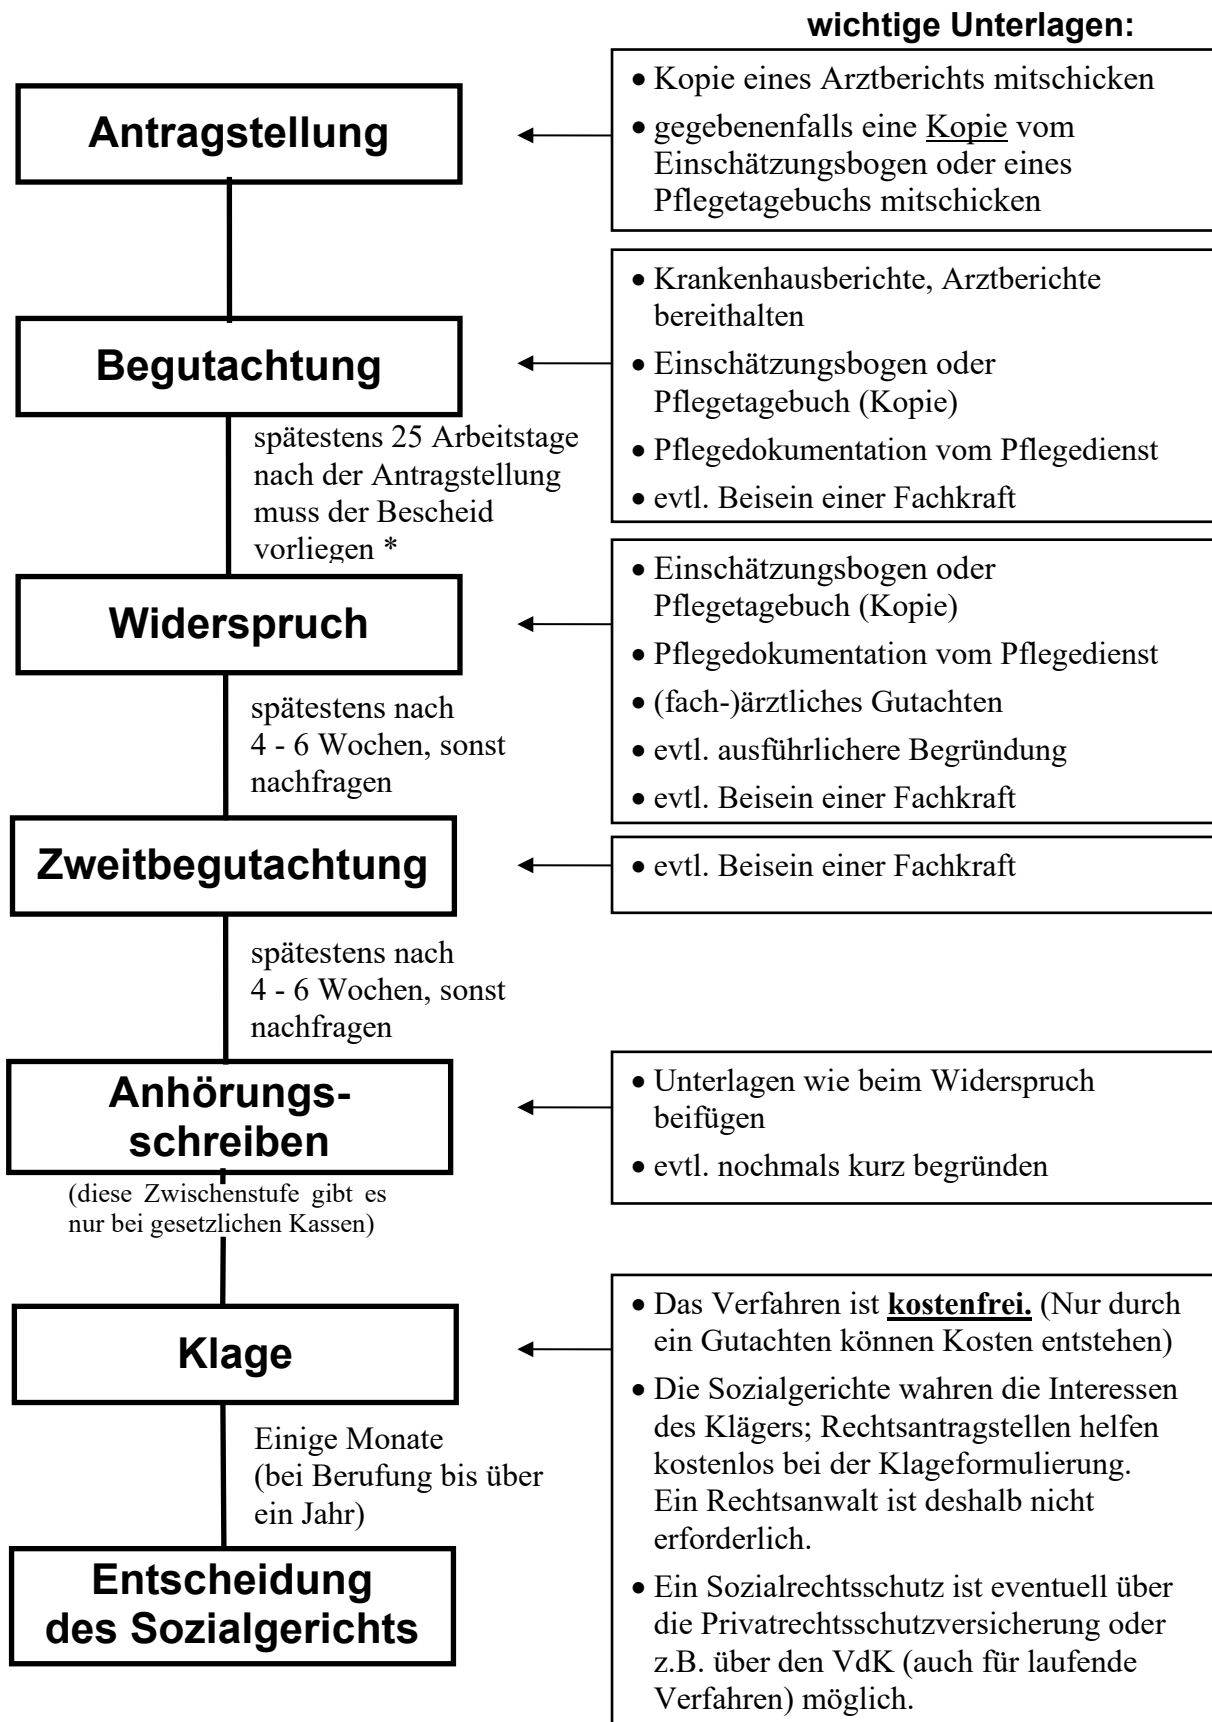 wichtige Unterlagen:
Antragstellung
• Kopie eines Arztberichts mitschicken
• gegebenenfalls eine Kopie vom
Einschätzungsbogen oder eines
Pflegetagebuchs mitschicken
Begutachtung
• Krankenhausberichte, Arztberichte
bereithalten
• Einschätzungsbogen oder
Pflegetagebuch (Kopie)
• Pflegedokumentation vom Pflegedienst
• evtl. Beisein einer Fachkraft
spätestens 25 Arbeitstage
nach der Antragstellung
muss der Bescheid
vorliegen *
Widerspruch
• Einschätzungsbogen oder
Pflegetagebuch (Kopie)
• Pflegedokumentation vom Pflegedienst
• (fach-)ärztliches Gutachten
• evtl. ausführlichere Begründung
• evtl. Beisein einer Fachkraft
spätestens nach
4 - 6 Wochen, sonst
nachfragen
Zweitbegutachtung
• evtl. Beisein einer Fachkraft
spätestens nach
4 - 6 Wochen, sonst
nachfragen
Anhörungs-
schreiben
• Unterlagen wie beim Widerspruch
beifügen
• evtl. nochmals kurz begründen
(diese Zwischenstufe gibt es
nur bei gesetzlichen Kassen)
Klage
• Das Verfahren ist kostenfrei. (Nur durch
ein Gutachten können Kosten entstehen)
• Die Sozialgerichte wahren die Interessen
des Klägers; Rechtsantragstellen helfen
kostenlos bei der Klageformulierung.
Ein Rechtsanwalt ist deshalb nicht
erforderlich.
• Ein Sozialrechtsschutz ist eventuell über
die Privatrechtsschutzversicherung oder
z.B. über den VdK (auch für laufende
Verfahren) möglich.
Einige Monate
(bei Berufung bis über
ein Jahr)
Entscheidung
des Sozialgerichts